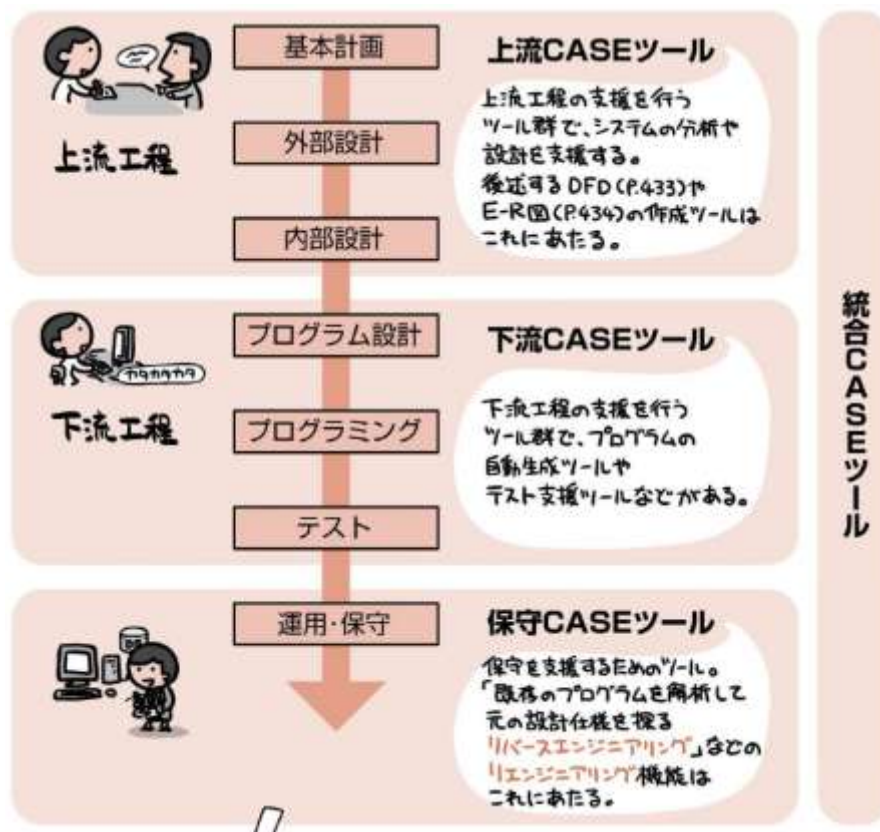 基本計画
上流CASEツール
上流工程の支援を行う
ツール群で、システムの分析や
設計を支援する。
後述するDFD(P.433)や
E-R図(P.434)の作成ツールは
これにあたる。
外部設計
上流工程
内部設計
プログラム設計
下流CASEツール
カタカタカタ
下流工程の支援を行う
ツール群で、プログラムの
自動生成ツールや
テスト支援ツールなどがある。
下流工程
プログラミング
テスト
運用・保守
保守CASEツール
保守を支援するためのツール。
「既存のプログラムを解析して
元の設計仕様を探る
リバースエンジニアリング」などの
リエンジニアリング機能は
これにあたる。
統合CASEツール